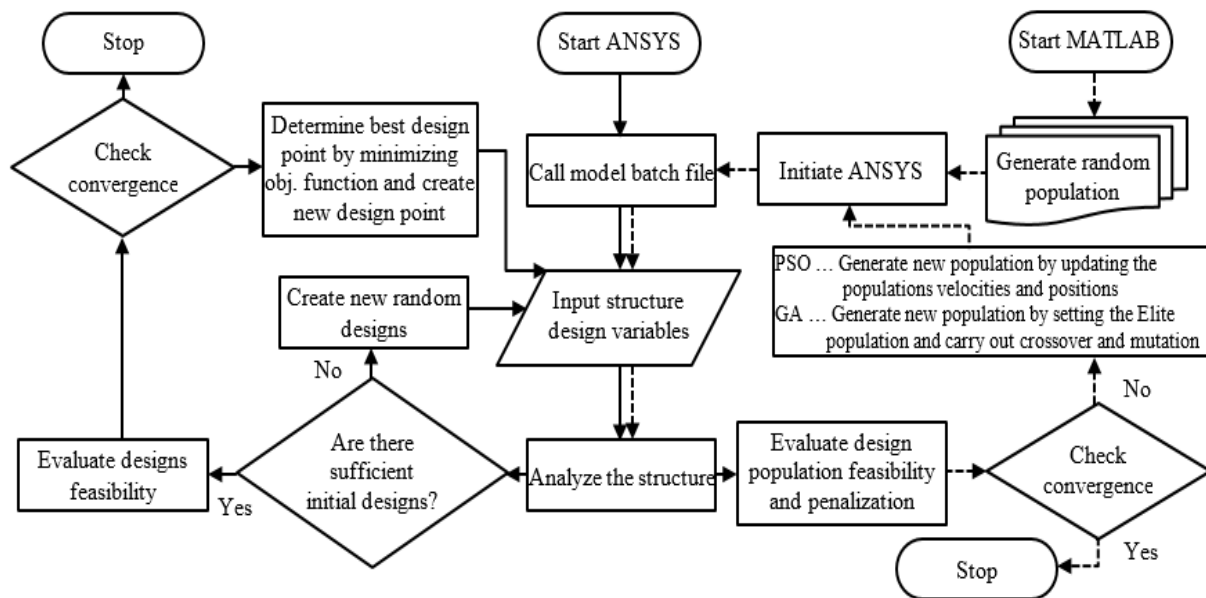 Stop
Start ANSYS
Start MATLAB
Check
convergence
Determine best design
point by minimizing
obj. function and create
new design point
Call model batch file
Initiate ANSYS
Generate random
population
Create new random
designs
Input structure
design variables
PSO ... Generate new population by updating the
populations velocities and positions
GA ... Generate new population by setting the Elite
population and carry out crossover and mutation
No
No
Evaluate designs
feasibility
Yes
Are there
sufficient
initial designs?
Analyze the structure
Evaluate design
population feasibility
and penalization
Check
convergence
Yes
Stop